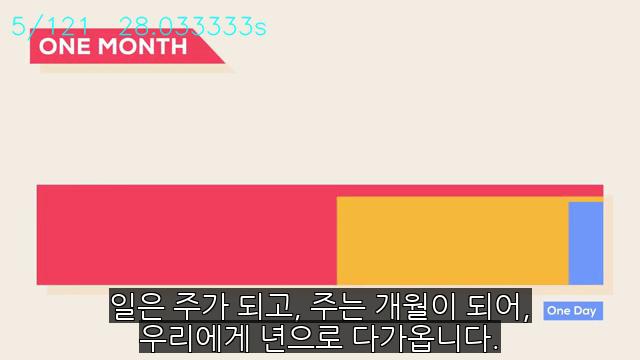 5/121 28.033333s
ONE MONTH
One Day
일은 주가 되고, 주는 개월이 되어,
우리에게 년으로 다가옵니다.